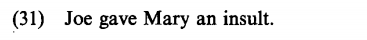 (31) Joe gave Mary an insult.